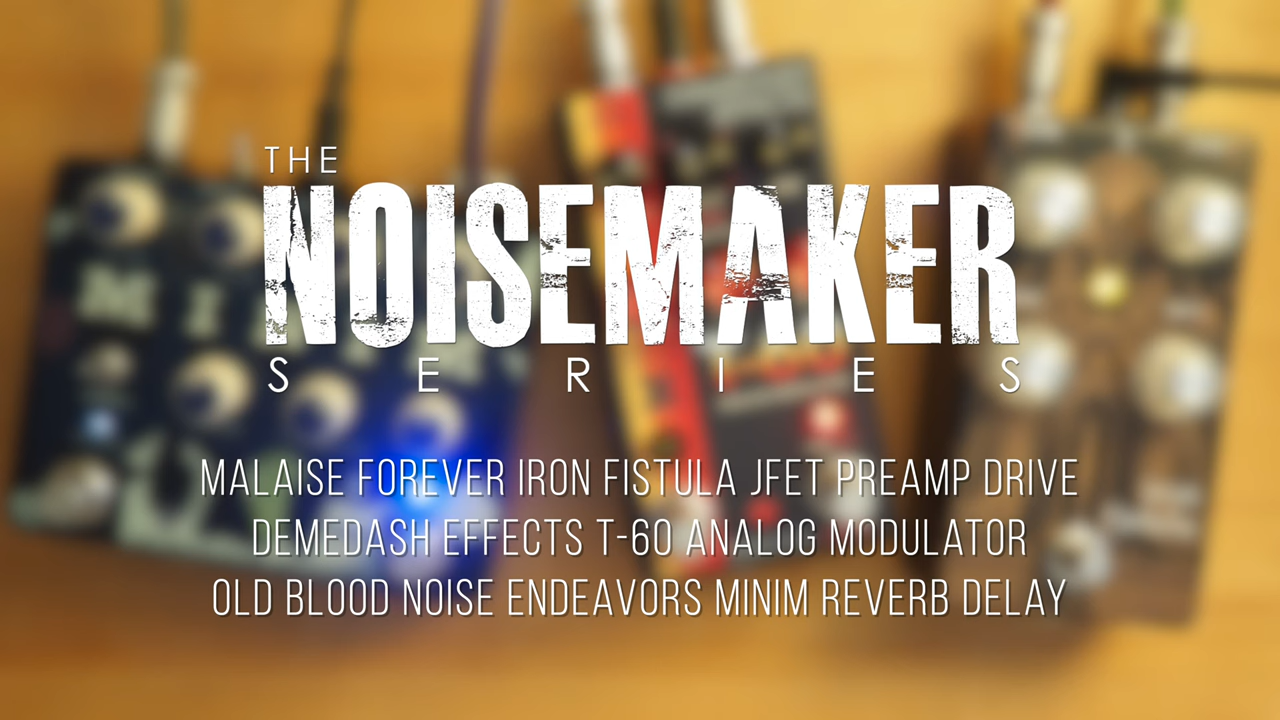 THE
NOISEMAKER
SERIES
MALAISE FOREVER IRON FISTULA JFET PREAMP DRIVE
DEMEDASH EFFECTS T-60 ANALOG MODULATOR
OLD BLOOD NOISE ENDEAVORS MINIM REVERB DELAY